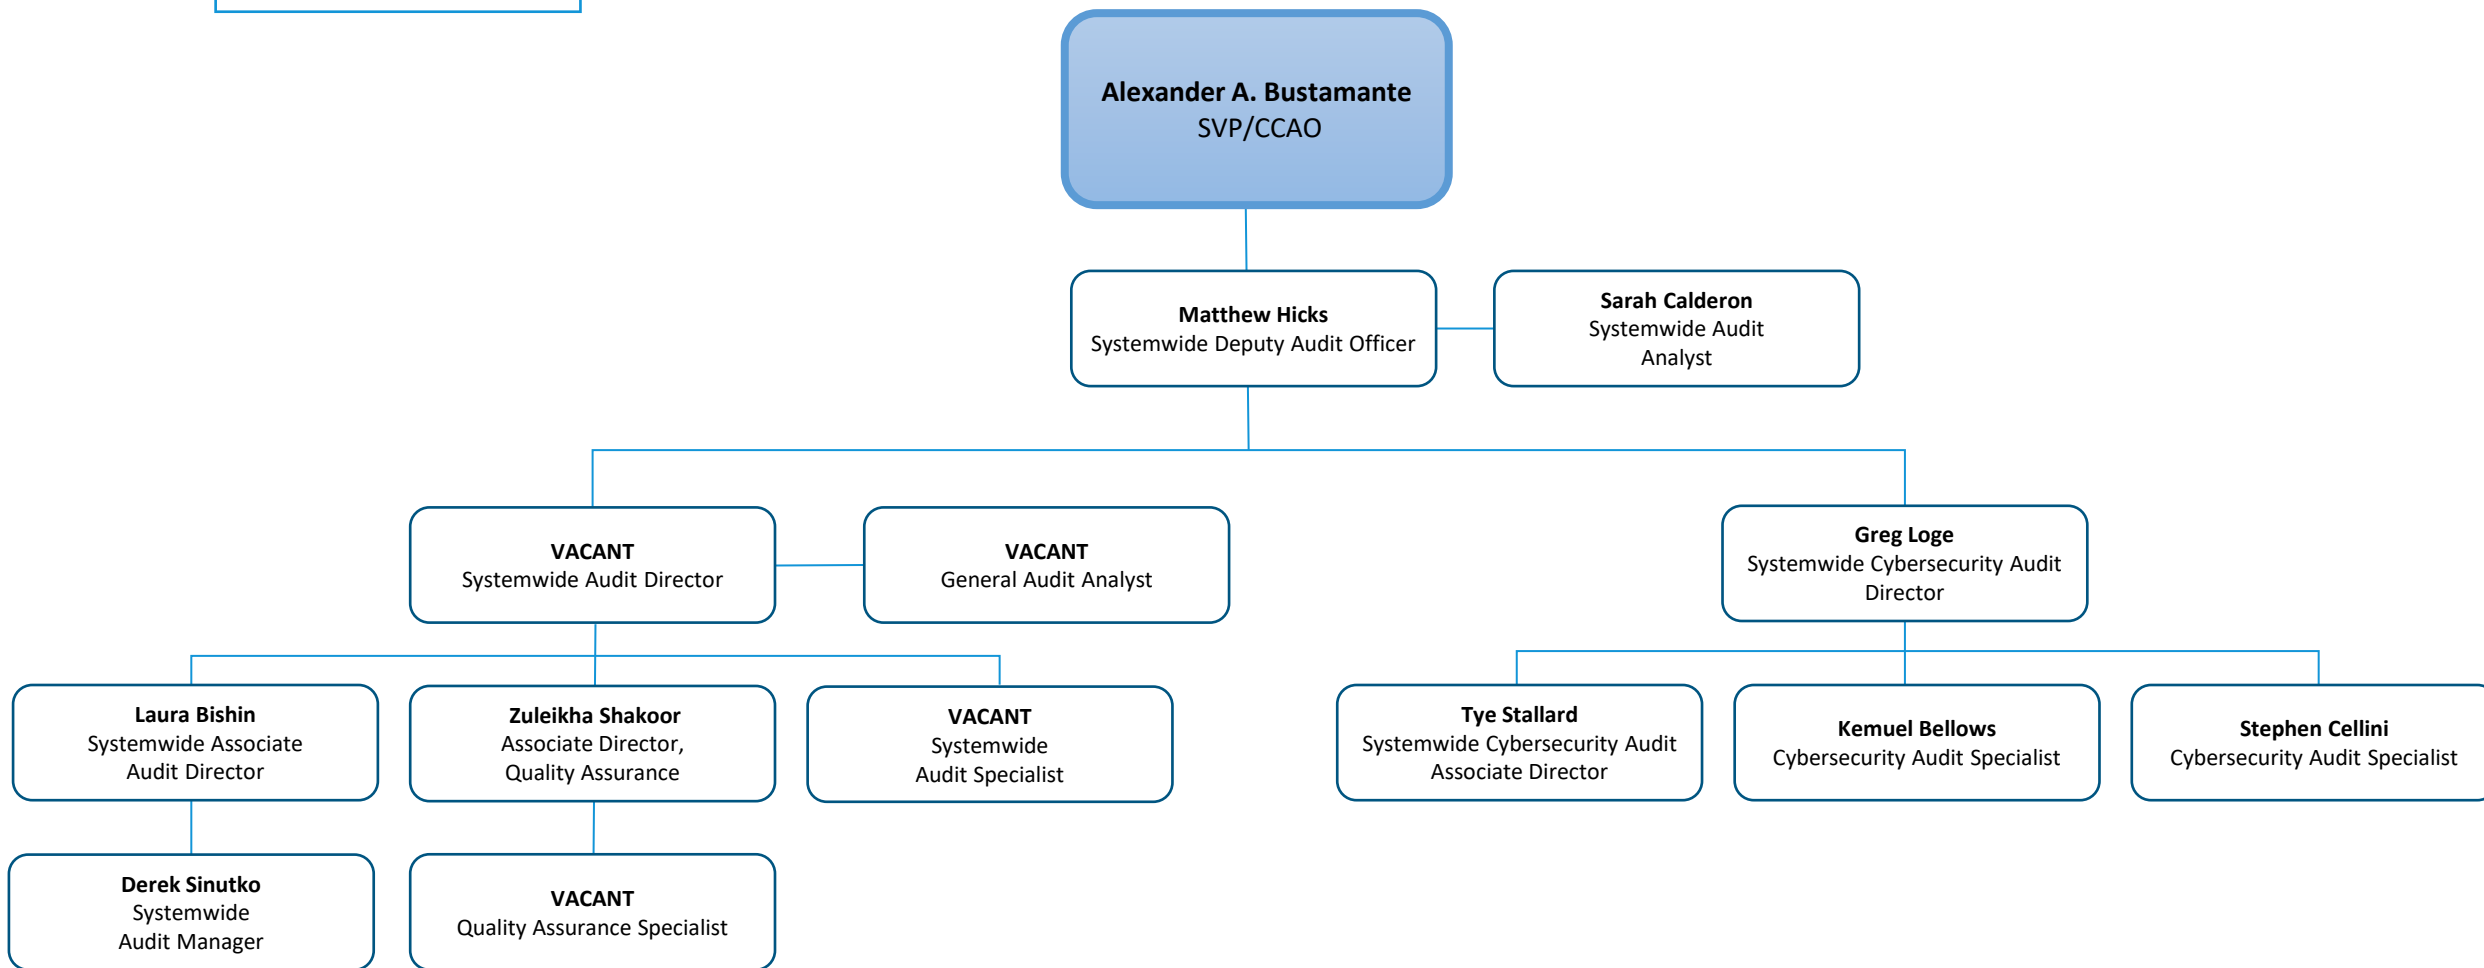 Alexander A. Bustamante
SVP/CCAO
Matthew Hicks
Systemwide Deputy Audit Officer
Sarah Calderon
Systemwide Audit
Analyst
VACANT
Systemwide Audit Director
VACANT
General Audit Analyst
Greg Loge
Systemwide Cybersecurity Audit
Director
Laura Bishin
Systemwide Associate
Audit Director
Zuleikha Shakoor
Associate Director,
Quality Assurance
VACANT
Systemwide
Audit Specialist
Tye Stallard
Systemwide Cybersecurity Audit
Associate Director
Kemuel Bellows
Cybersecurity Audit Specialist
Stephen Cellini
Cybersecurity Audit Specialist
Derek Sinutko
Systemwide
Audit Manager
VACANT
Quality Assurance Specialist